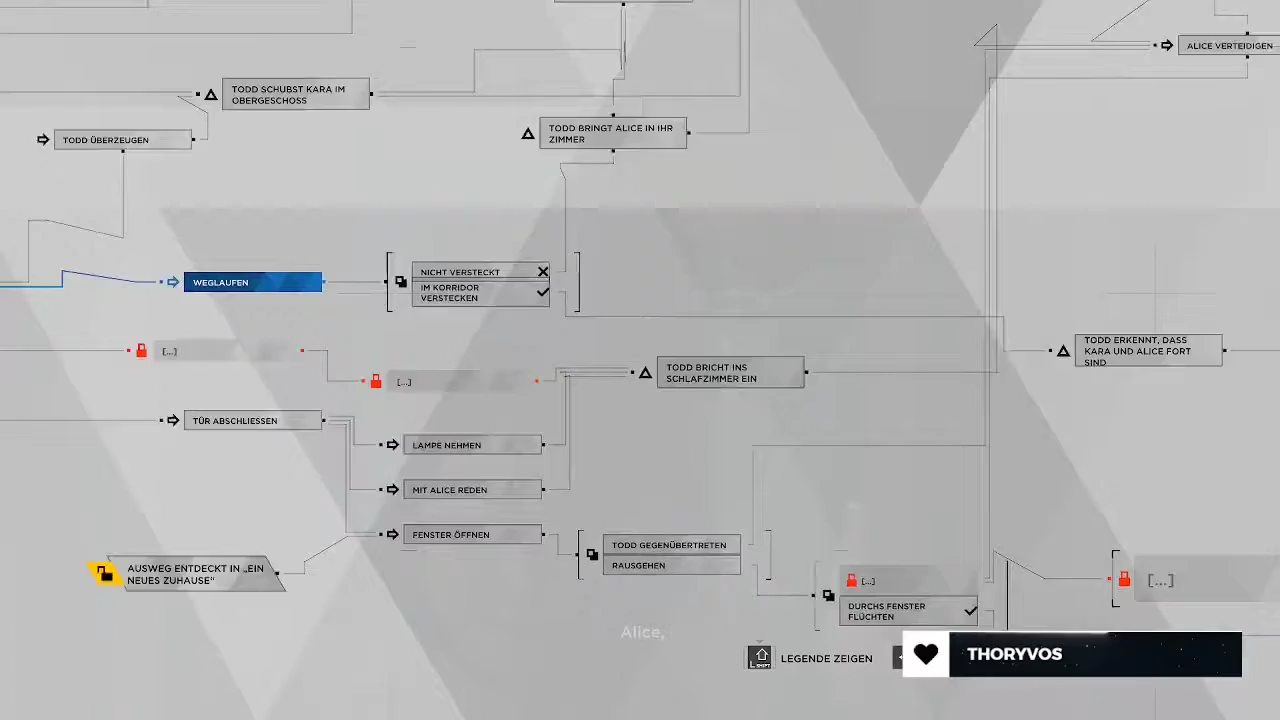 ALICE VERTEIDIGEN
TODD SCHUBST KARA IM
OBERGESCHOSS
TODD BRINGT ALICE IN IHR
ZIMMER
TODD ÜBERZEUGEN
WEGLAUFEN
NICHT VERSTECKT
IM KORRIDOR
VERSTECKEN
[...]
TODD ERKENNT, DASS
KARA UND ALICE FORT
SIND
[...]
TODD BRICHT INS
SCHLAFZIMMER EIN
TÜR ABSCHLIESSEN
LAMPE NEHMEN
MIT ALICE REDEN
FENSTER ÖFFNEN
TODD GEGENÜBERTRETEN
RAUSGEHEN
AUSWEG ENTDECKT IN „EIN
NEUES ZUHAUSE“
[...]
[...]
DURCHS FENSTER
FLÜCHTEN
Alice,
L SHIFT
LEGENDE ZEIGEN
THORYVOS